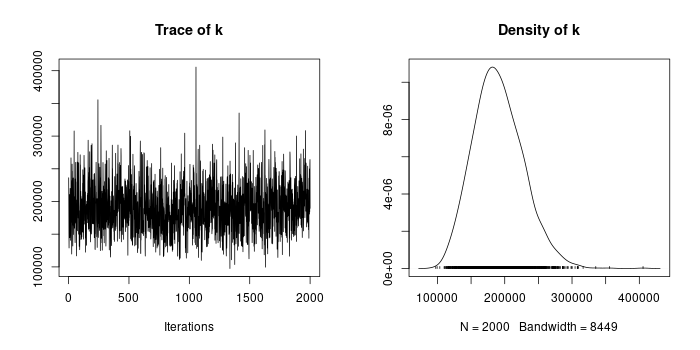 Trace of k
400000
300000
200000
100000
0 500 1000 1500 2000
Iterations
Density of k
8e-06
4e-06
0e+00
100000 200000 300000 400000
N = 2000 Bandwidth = 8449